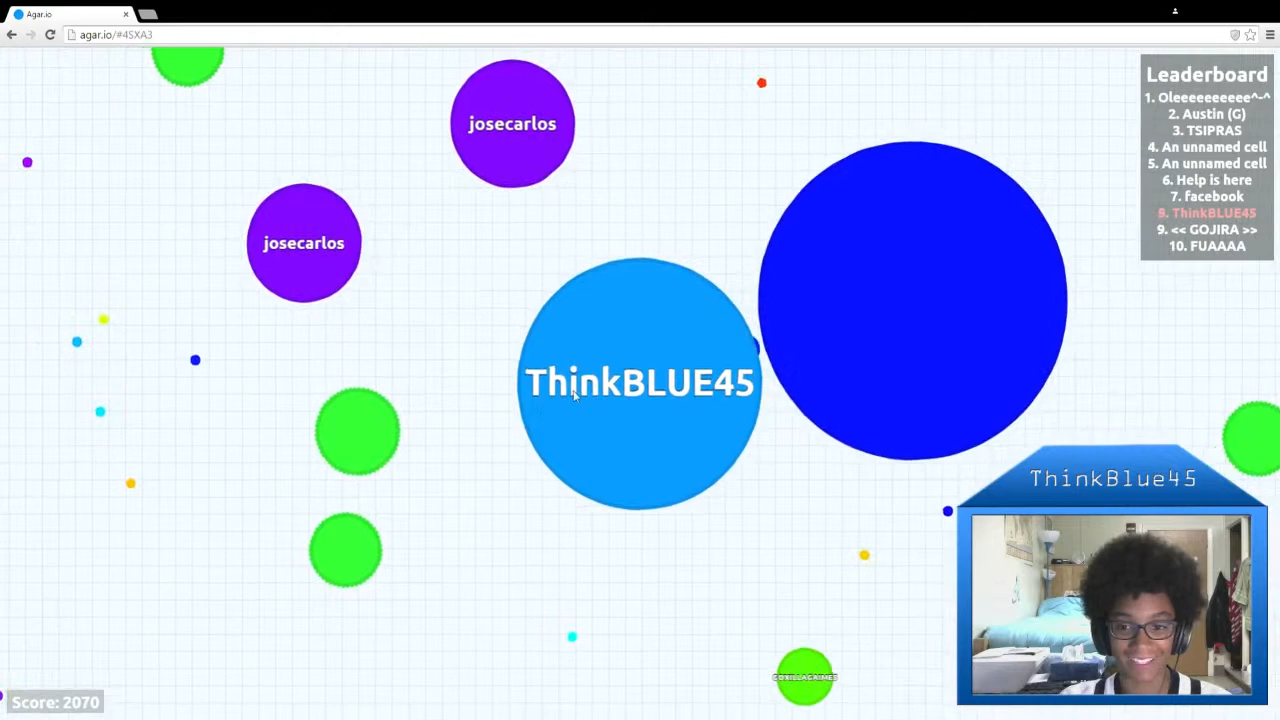 Agar.io
agar.io/#4SXA3
josecarlos
josecarlos
ThinkBLUE45
Leaderboard
1. Oleeeeeeeeee^-^
2. Austin (G)
3. TSIPRAS
4. An unnamed cell
5. An unnamed cell
6. Help is here
7. facebook
8. ThinkBLUE45
9. << GOJIRA >>
10. FUAAAA
ThinkBlue45
Score: 2070